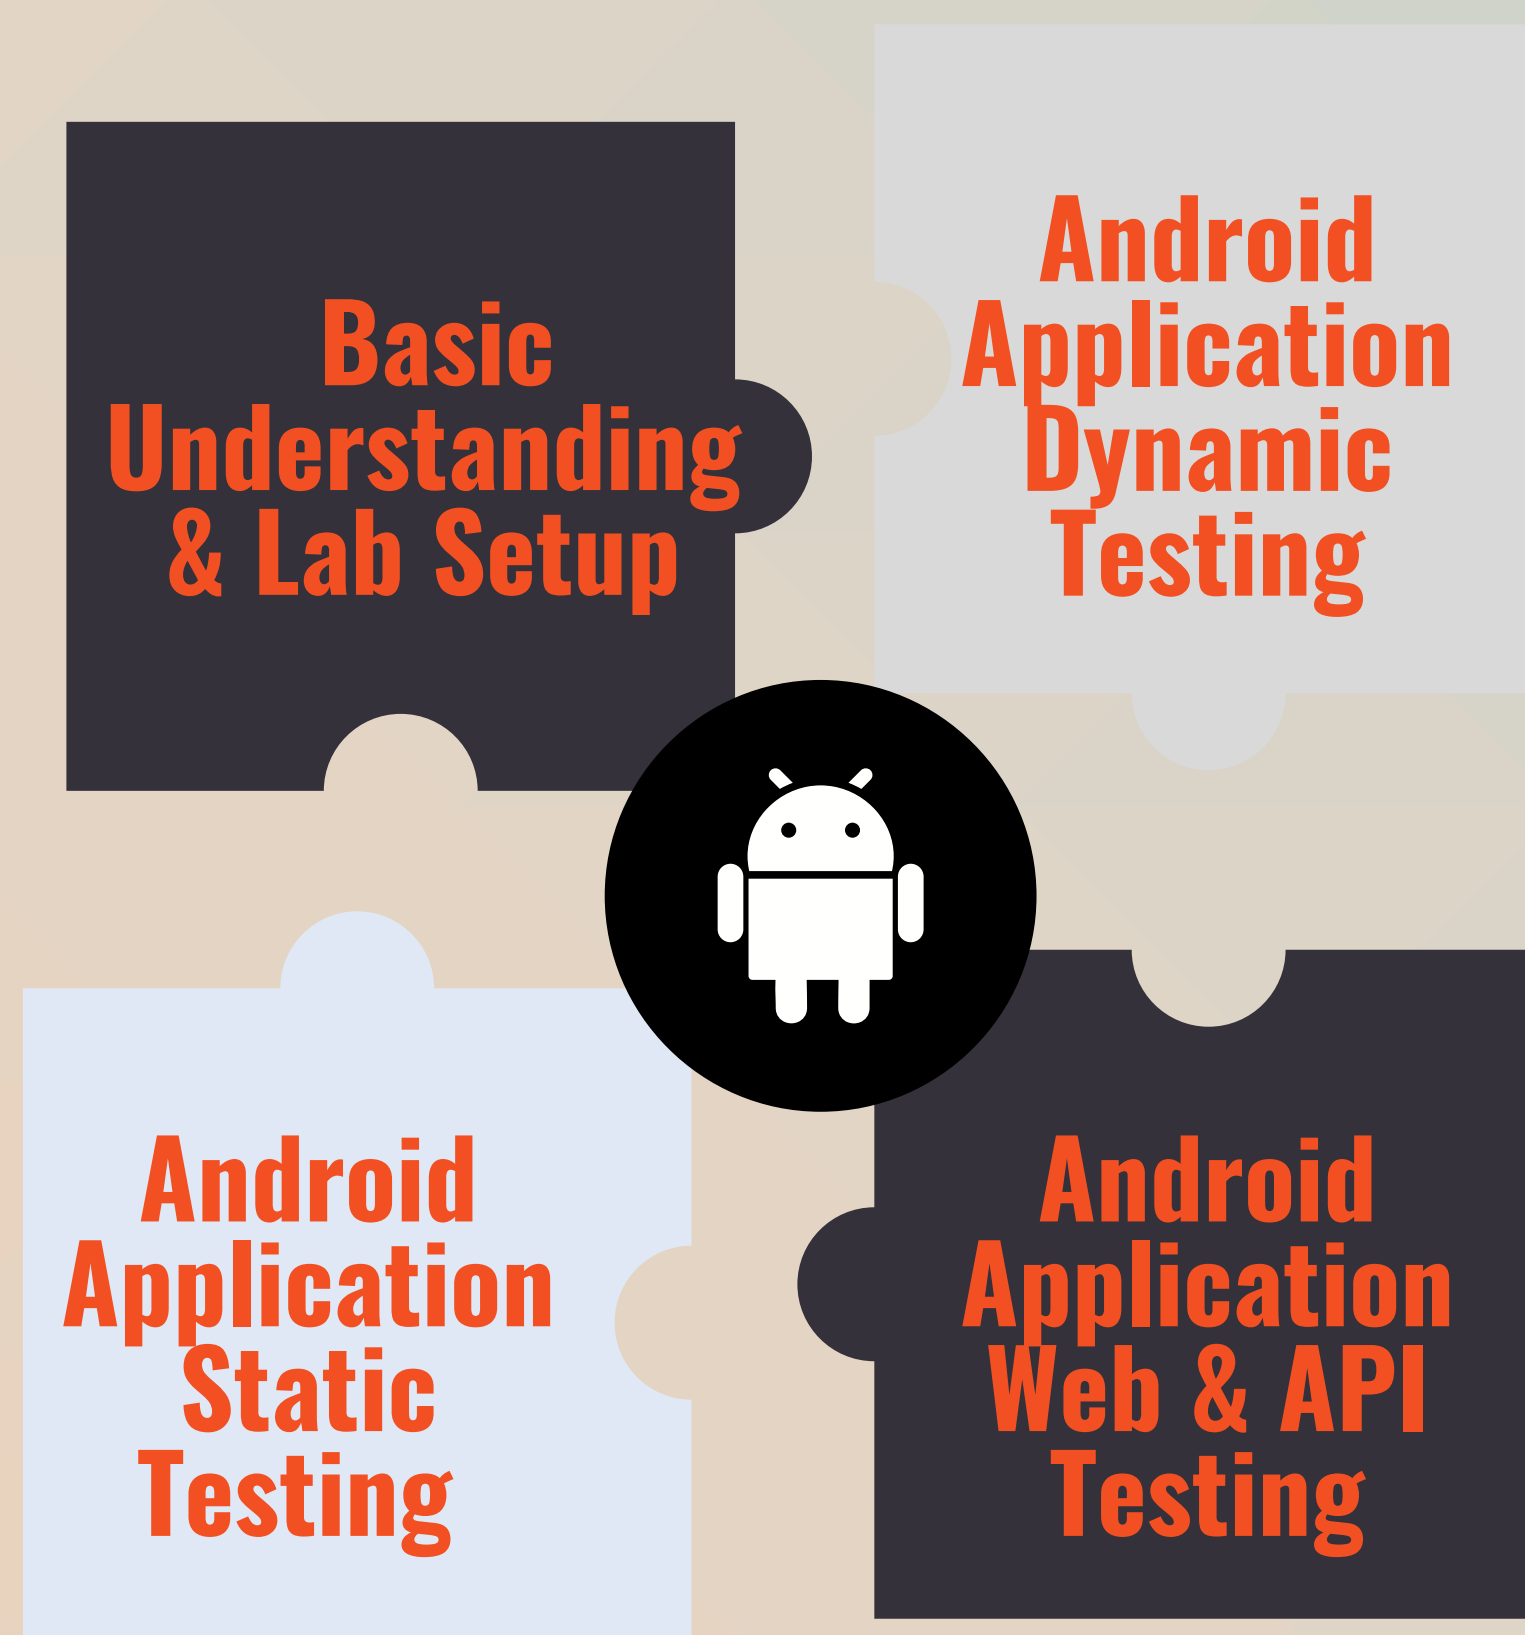 Basic
Understanding
& Lab Setup
Android
Application
Dynamic
Testing
Android
Application
Static
Testing
Android
Application
Web & API
Testing